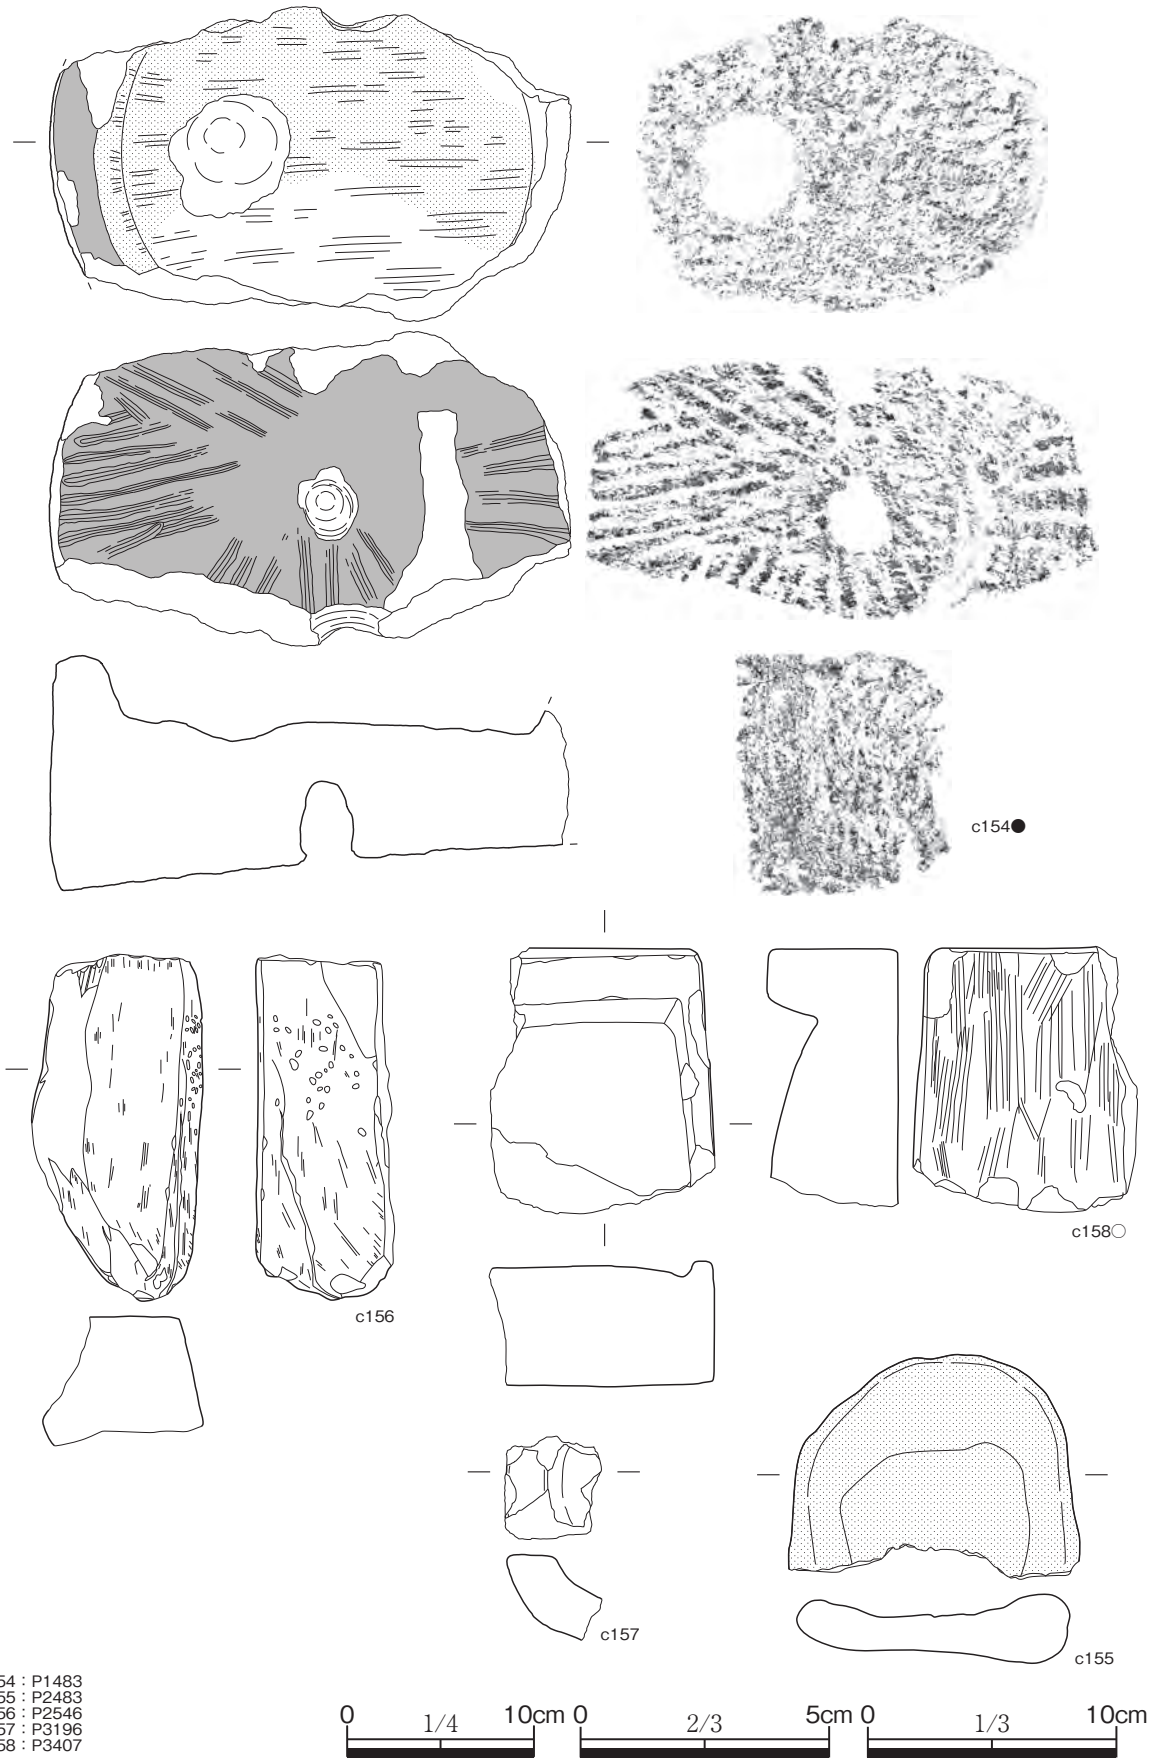 c154●
c156
c158○
c157
c155
54：P1483
55：P2483
56：P2546
57：P3196
58：P3407
0 1/4 10cm
0 2/3 5cm
0 1/3 10cm